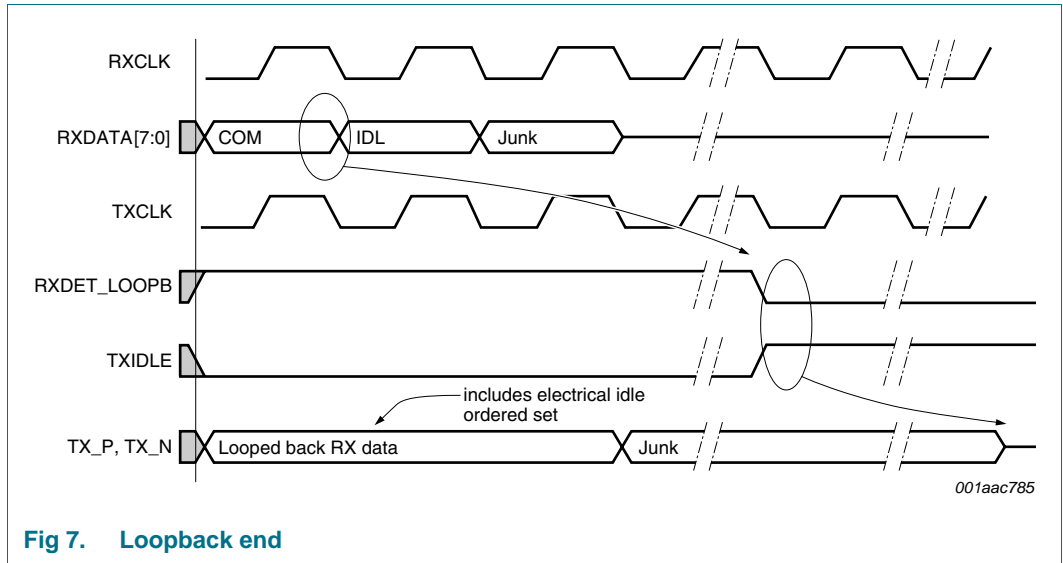 RXCLK
RXDATA[7:0]
COM
IDL
Junk
TXCLK
RXDET_LOOPB
TXIDLE
includes electrical idle
ordered set
TX_P, TX_N
Looped back RX data
Junk
001aac785
Fig 7. Loopback end